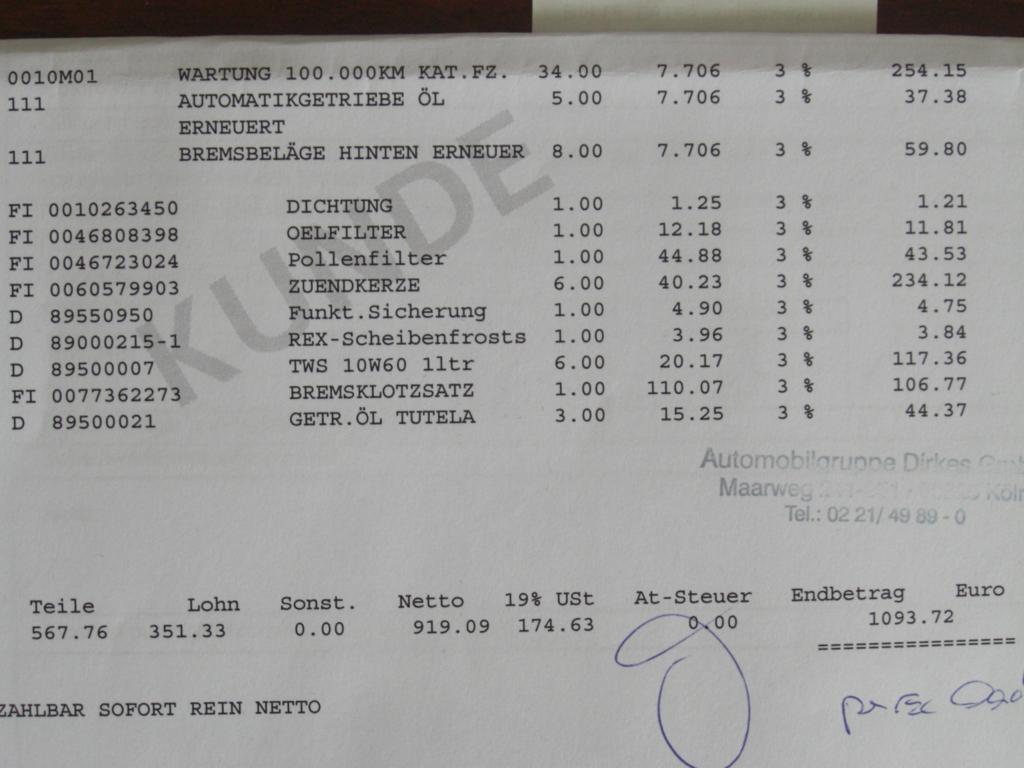 0010M01 WARTUNG 100.000KM KAT.FZ. 34.00 7.706 3 % 254.15
111 AUTOMATIKGETRIEBE ÖL 5.00 7.706 3 % 37.38
ERNEUERT
111 BREMSBELÄGE HINTEN ERNEUER 8.00 7.706 3 % 59.80
KUNDE
FI 0010263450 DICHTUNG 1.00 1.25 3 % 1.21
FI 0046808398 OELFILTER 1.00 12.18 3 % 11.81
FI 0046723024 Pollenfilter 1.00 44.88 3 % 43.53
FI 0060579903 ZUENDKERZE 6.00 40.23 3 % 234.12
D 89550950 Funkt.Sicherung 1.00 4.90 3 % 4.75
D 89000215-1 REX-Scheibenfrosts 1.00 3.96 3 % 3.84
D 89500007 TWS 10W60 1ltr 6.00 20.17 3 % 117.36
FI 0077362273 BREMSKLOTZSATZ 1.00 110.07 3 % 106.77
D 89500021 GETR.ÖL TUTELA 3.00 15.25 3 % 44.37
Automobilgruppe Dirkes
Maarweg Köln
Tel.: 02 21/ 49 89 - 0
Teile Lohn Sonst. Netto 19% USt At-Steuer Endbetrag Euro
567.76 351.33 0.00 919.09 174.63 0.00 1093.72
ZAHLBAR SOFORT REIN NETTO